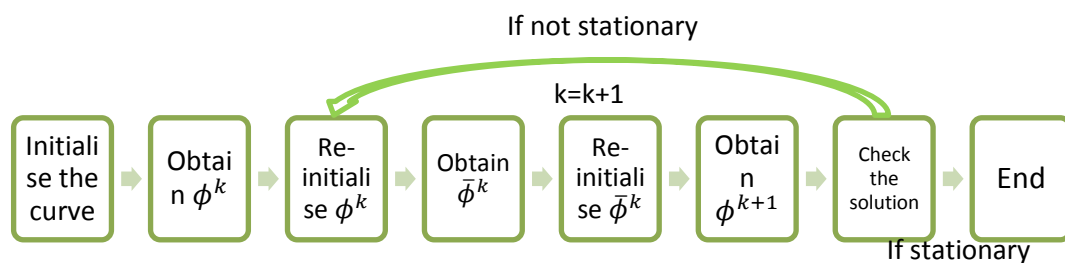 If not stationary
k=k+1
Initiali
se the
curve
Obtai
n ϕ^k
Re-
initiali
se ϕ^k
Obtain
ϕ̄^k
Re-
initiali
se ϕ̄^k
Obtai
n
ϕ^{k+1}
Check
the
solution
End
If stationary